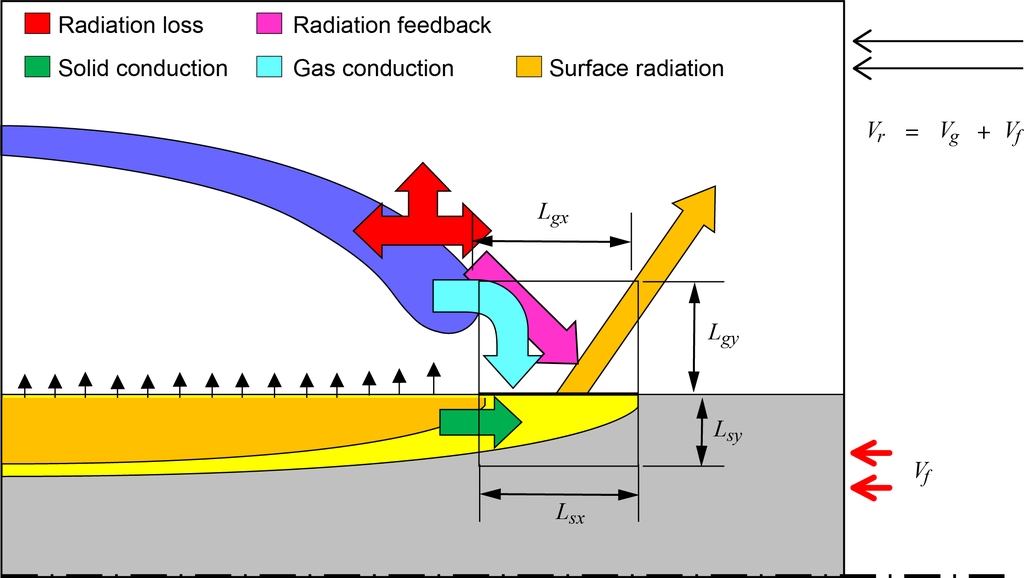 Radiation loss
Radiation feedback
Solid conduction
Gas conduction
Surface radiation
Vr = Vg + Vf
Lgx
Lgy
Lsy
Vf
Lsx